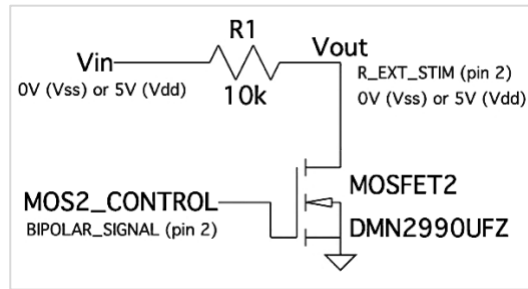 R1
Vin
Vout
0V (Vss) or 5V (Vdd)
10k
R_EXT_STIM (pin 2)
0V (Vss) or 5V (Vdd)
MOS2_CONTROL
BIPOLAR_SIGNAL (pin 2)
MOSFET2
DMN2990UFZ